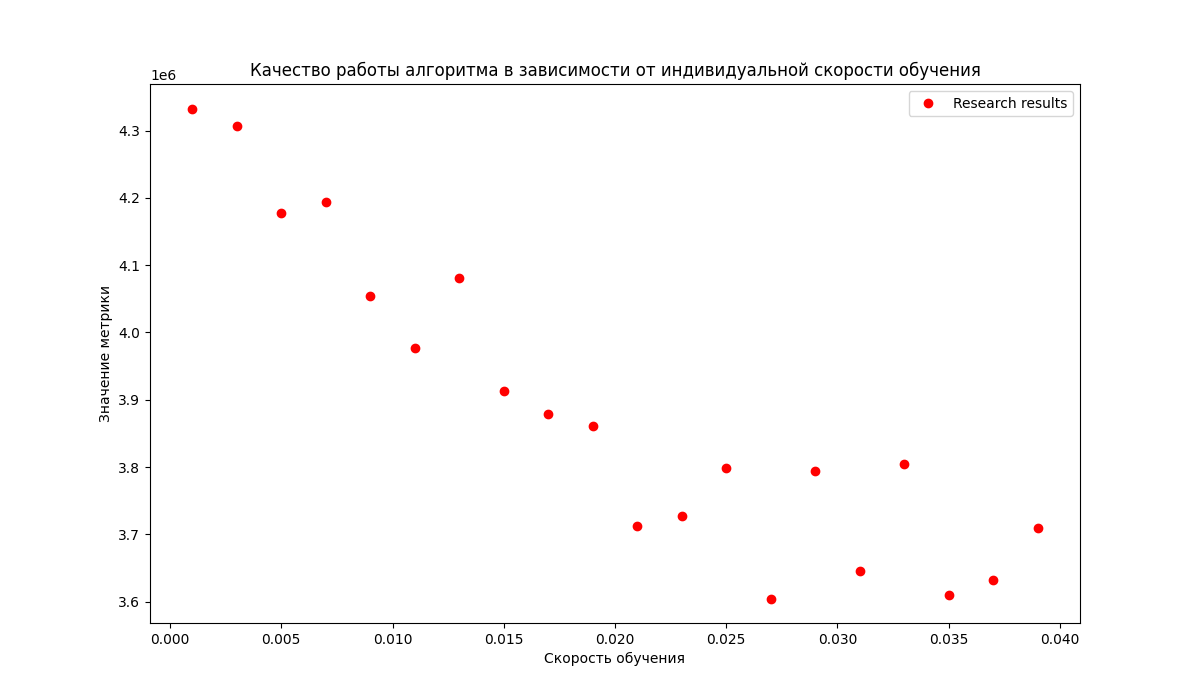 Качество работы алгоритма в зависимости от индивидуальной скорости обучения
1e6
Research results
4.3
4.2
4.1
4.0
3.9
3.8
3.7
3.6
Значение метрики
0.000 0.005 0.010 0.015 0.020 0.025 0.030 0.035 0.040
Скорость обучения